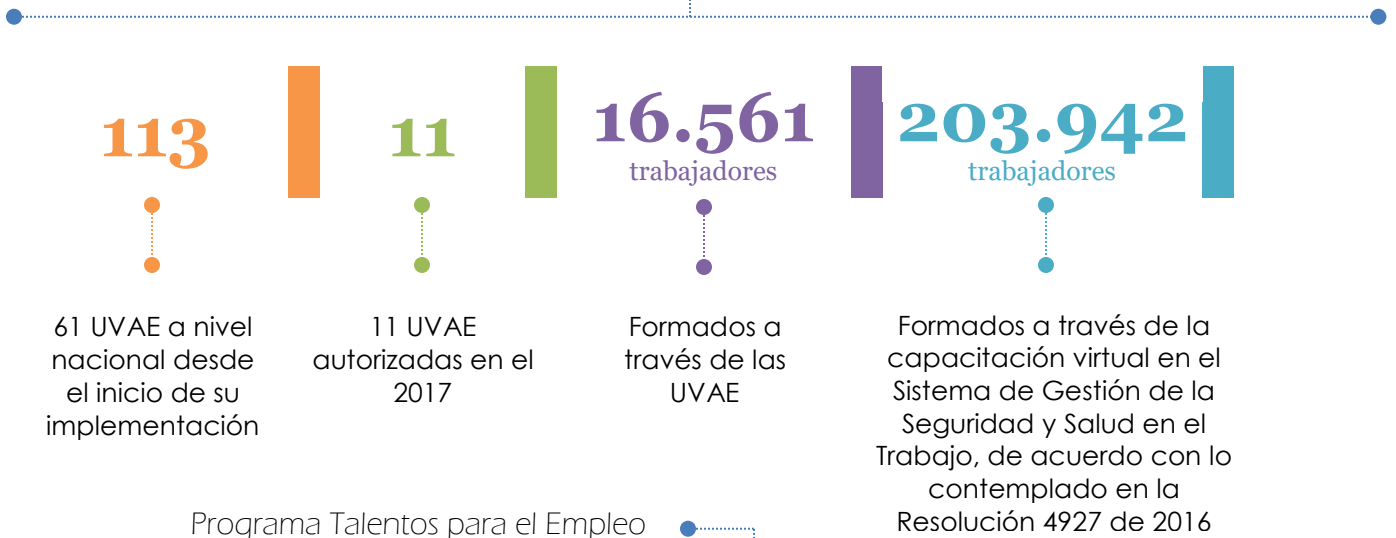 113
11
16.561
trabajadores
203.942
trabajadores
61 UVAE a nivel
nacional desde
el inicio de su
implementación
11 UVAE
autorizadas en el
2017
Formados a
través de las
UVAE
Formados a través de la
capacitación virtual en el
Sistema de Gestión de la
Seguridad y Salud en el
Trabajo, de acuerdo con lo
contemplado en la
Resolución 4927 de 2016
Programa Talentos para el Empleo